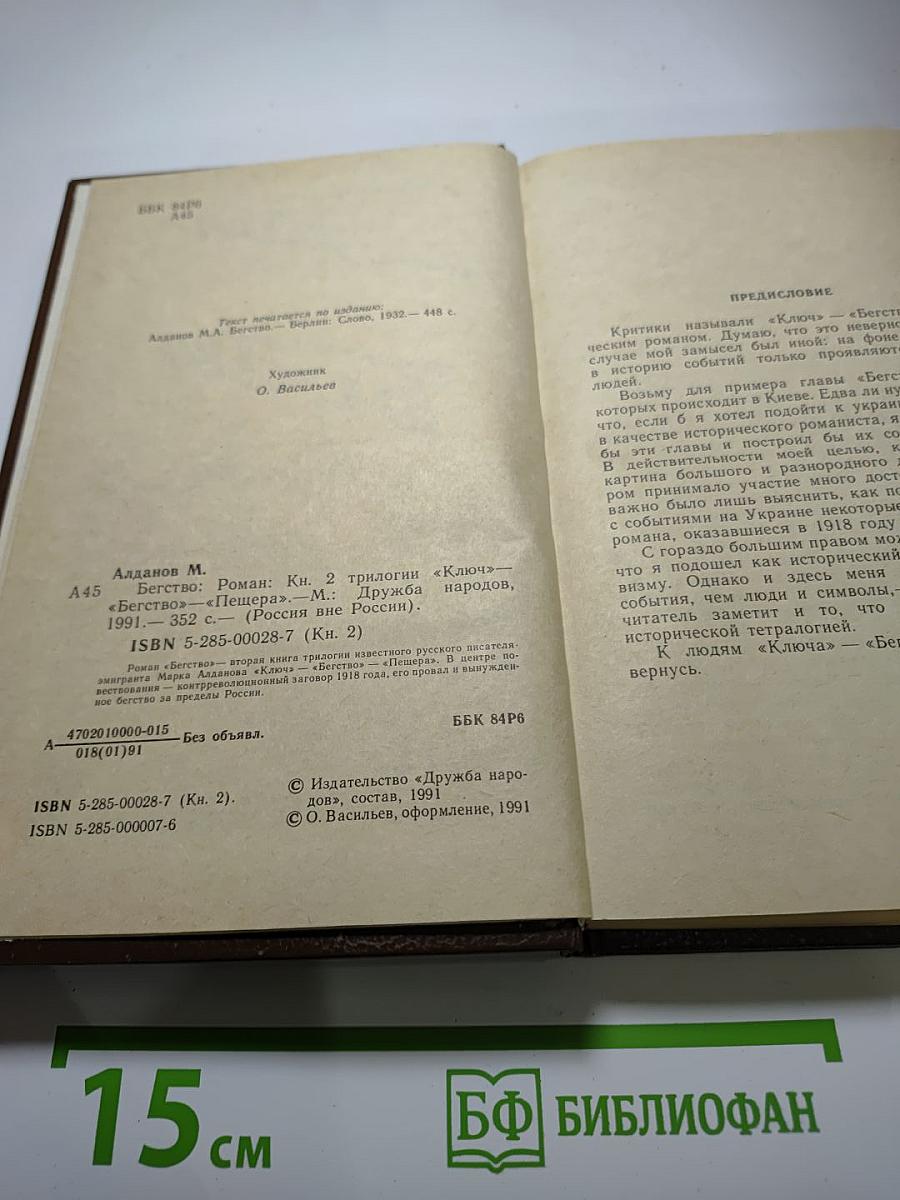 ББК 84Р6
А45
Текст печатается по изданию:
Алданов М.А. Бегство.— Берлин: Слово, 1932.— 448 с.
Художник
О. Васильев
Алданов М.
А45 Бегство: Роман: Кн. 2 трилогии «Ключ»—
«Бегство»—«Пещера».—М.: Дружба народов,
1991.— 352 с.— (Россия вне России).
ISBN 5-285-00028-7 (Кн. 2)
Роман «Бегство»— вторая книга трилогии известного русского писателя-
эмигранта Марка Алданова «Ключ» — «Бегство» — «Пещера». В центре по-
вествования — контрреволюционный заговор 1918 года, его провал и вынужден-
ное бегство за пределы России.
А 4702010000-015 Без объявл.
018(01)91
ББК 84Р6
ISBN 5-285-00028-7 (Кн. 2).
ISBN 5-285-000007-6
© Издательство «Дружба наро-
дов», состав, 1991
© О. Васильев, оформление, 1991
ПРЕДИСЛОВИЕ
Критики называли «Ключ» — «Бегст
ческим романом. Думаю, что это неверно
случае мой замысел был иной: на фоне
в историю событий только проявляют
людей.
Возьму для примера главы «Бегс
которых происходит в Киеве. Едва ли ну
что, если б я хотел подойти к украи
в качестве исторического романиста, я
бы эти главы и построил бы их со
В действительности моей целью, к
картина большого и разнородного д
ром принимало участие много дост
важно было лишь выяснить, как по
с событиями на Украине некоторые
романа, оказавшиеся в 1918 году
С гораздо большим правом мо
что я подошел как исторический
визму. Однако и здесь меня
события, чем люди и символы,—
читатель заметит и то, что
исторической тетралогией.
К людям «Ключа» — «Бег
вернусь.
15 см
БФ БИБЛИОФАН